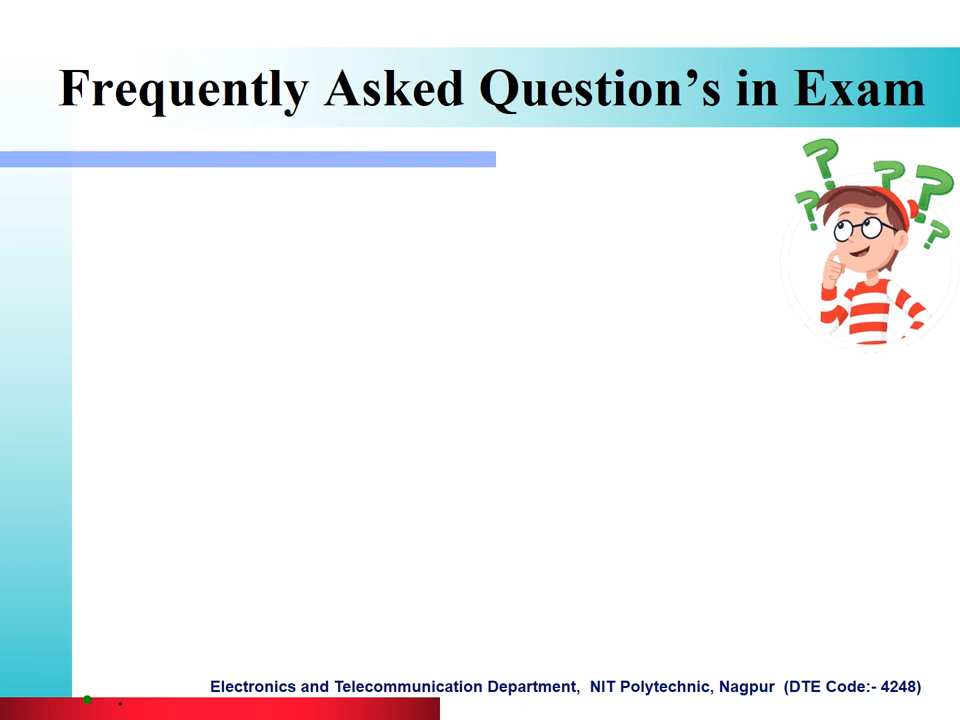 Frequently Asked Question’s in Exam
Electronics and Telecommunication Department, NIT Polytechnic, Nagpur (DTE Code:- 4248)